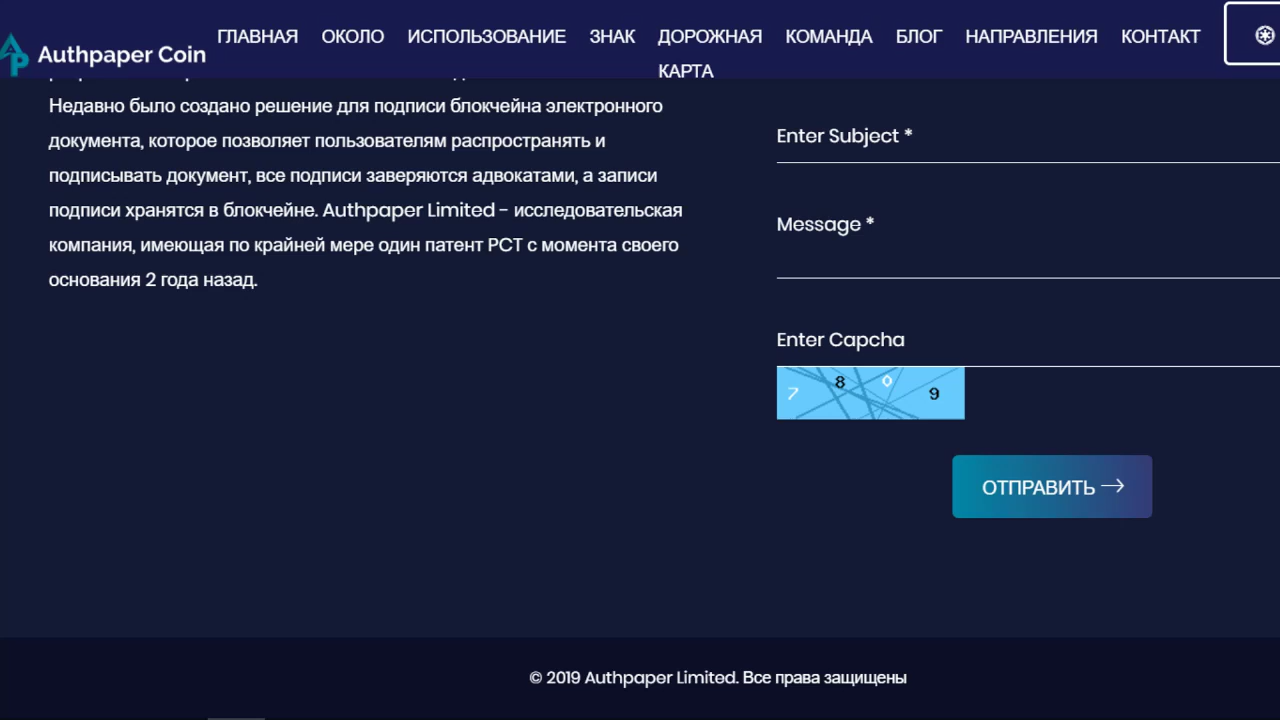 Authpaper Coin
ГЛАВНАЯ ОКОЛО ИСПОЛЬЗОВАНИЕ ЗНАК ДОРОЖНАЯ КАРТА КОМАНДА БЛОГ НАПРАВЛЕНИЯ КОНТАКТ
Недавно было создано решение для подписи блокчейна электронного
документа, которое позволяет пользователям распространять и
подписывать документ, все подписи заверяются адвокатами, а записи
подписи хранятся в блокчейне. Authpaper Limited - исследовательская
компания, имеющая по крайней мере один патент PCT с момента своего
основания 2 года назад.
Enter Subject *
Message *
Enter Capcha
7 8 0 9
ОТПРАВИТЬ
© 2019 Authpaper Limited. Все права защищены